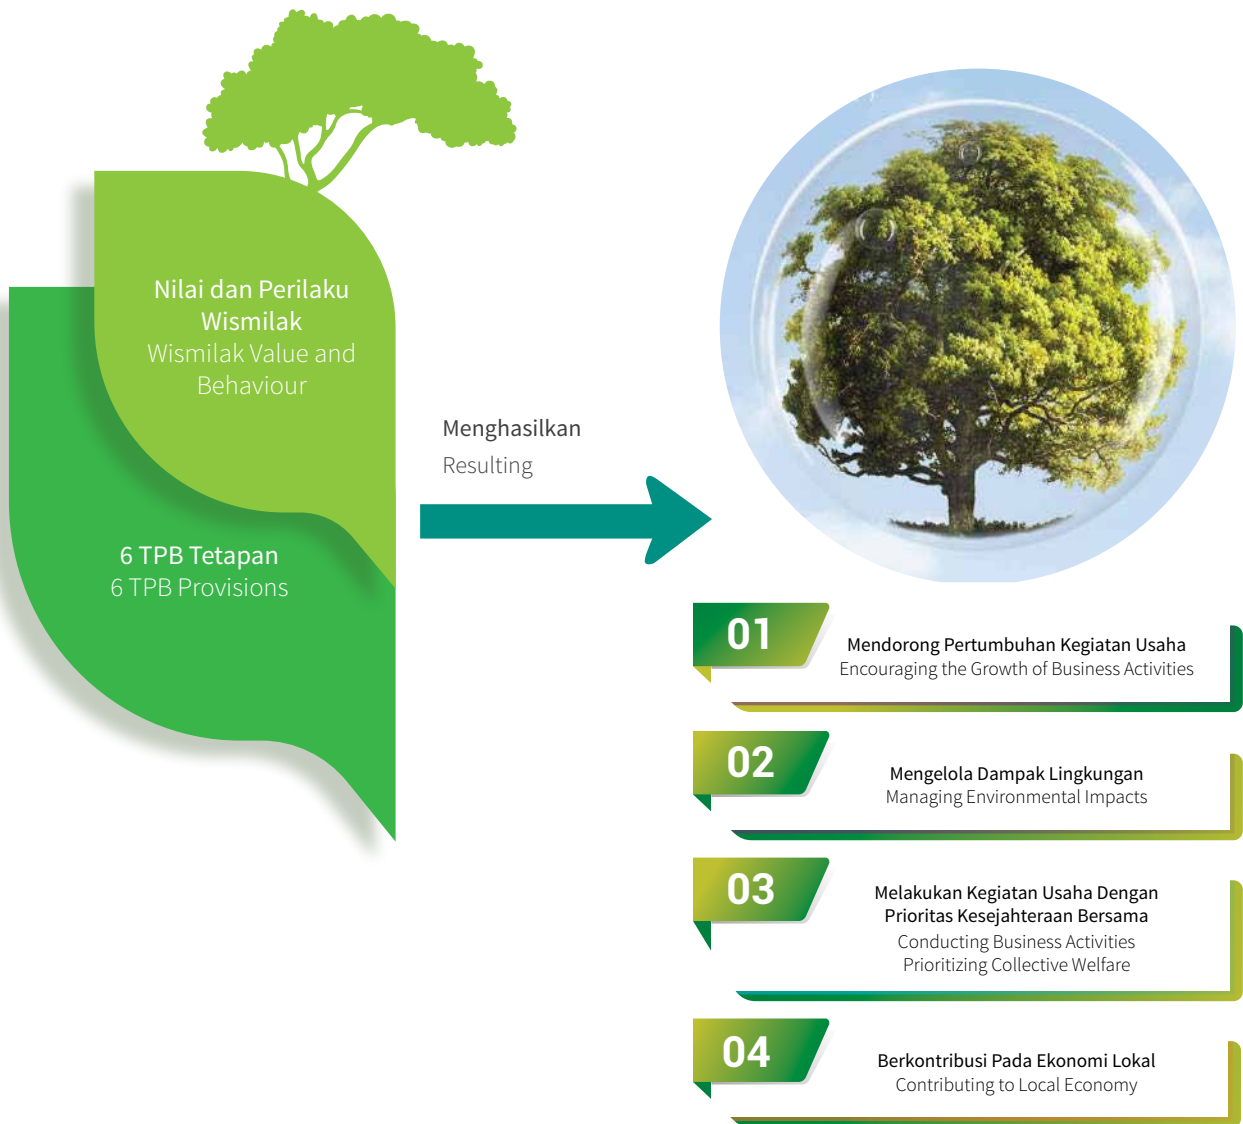 Nilai dan Perilaku
Wismilak
Wismilak Value and
Behaviour
6 TPB Tetapan
6 TPB Provisions
Menghasilkan
Resulting
01
Mendorong Pertumbuhan Kegiatan Usaha
Encouraging the Growth of Business Activities
02
Mengelola Dampak Lingkungan
Managing Environmental Impacts
03
Melakukan Kegiatan Usaha Dengan
Prioritas Kesejahteraan Bersama
Conducting Business Activities
Prioritizing Collective Welfare
04
Berkontribusi Pada Ekonomi Lokal
Contributing to Local Economy